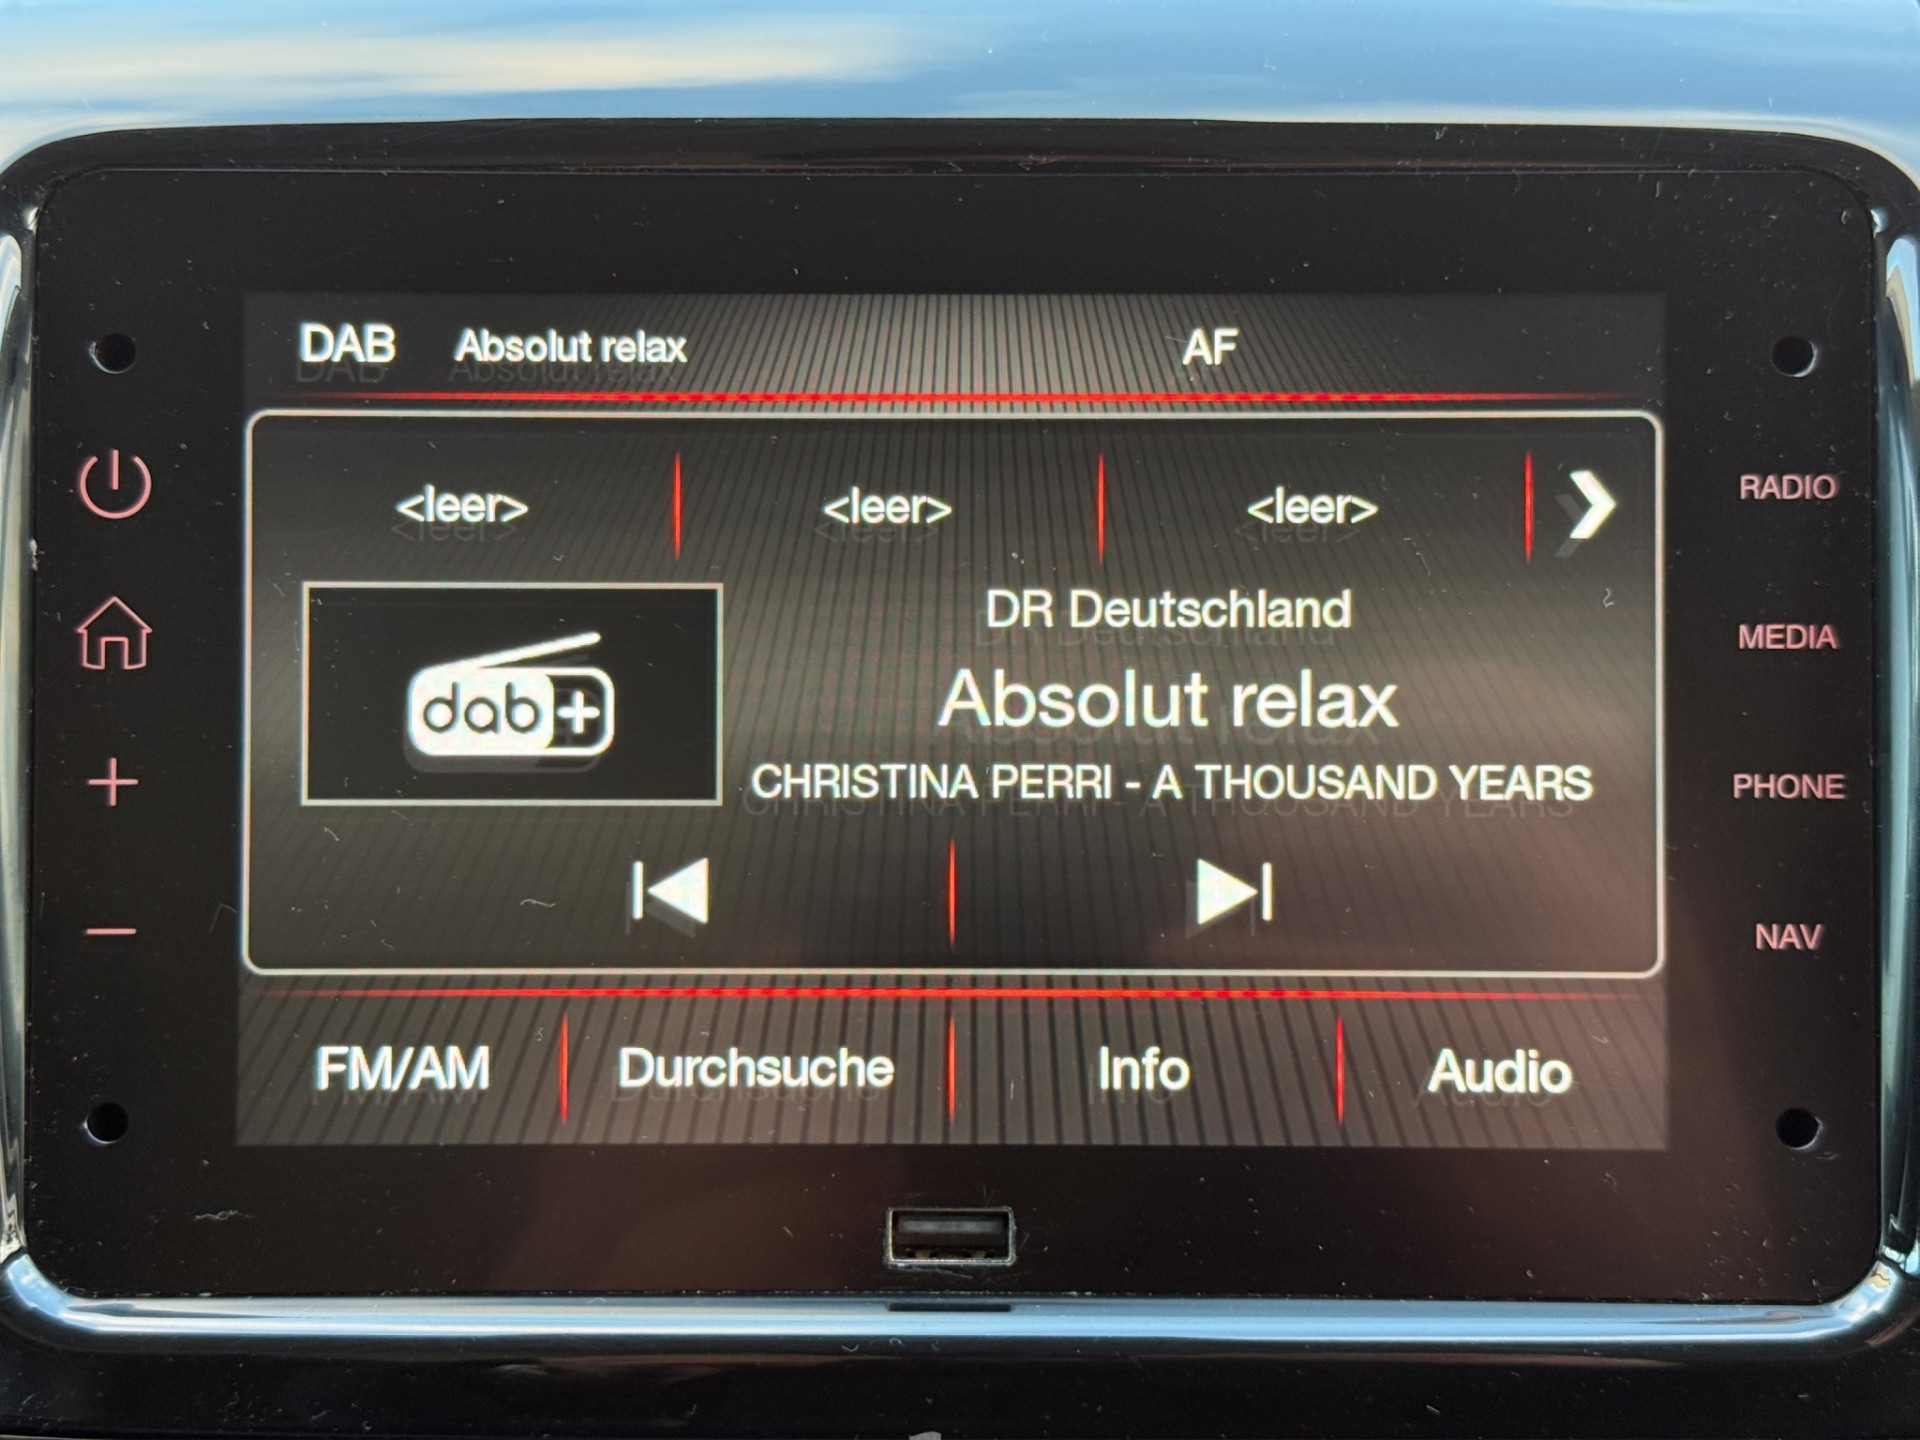 DAB Absolut relax AF
<leer> <leer> <leer>
RADIO
DR Deutschland
MEDIA
dab+
Absolut relax
CHRISTINA PERRI - A THOUSAND YEARS
PHONE
NAV
FM/AM Durchsuche Info Audio